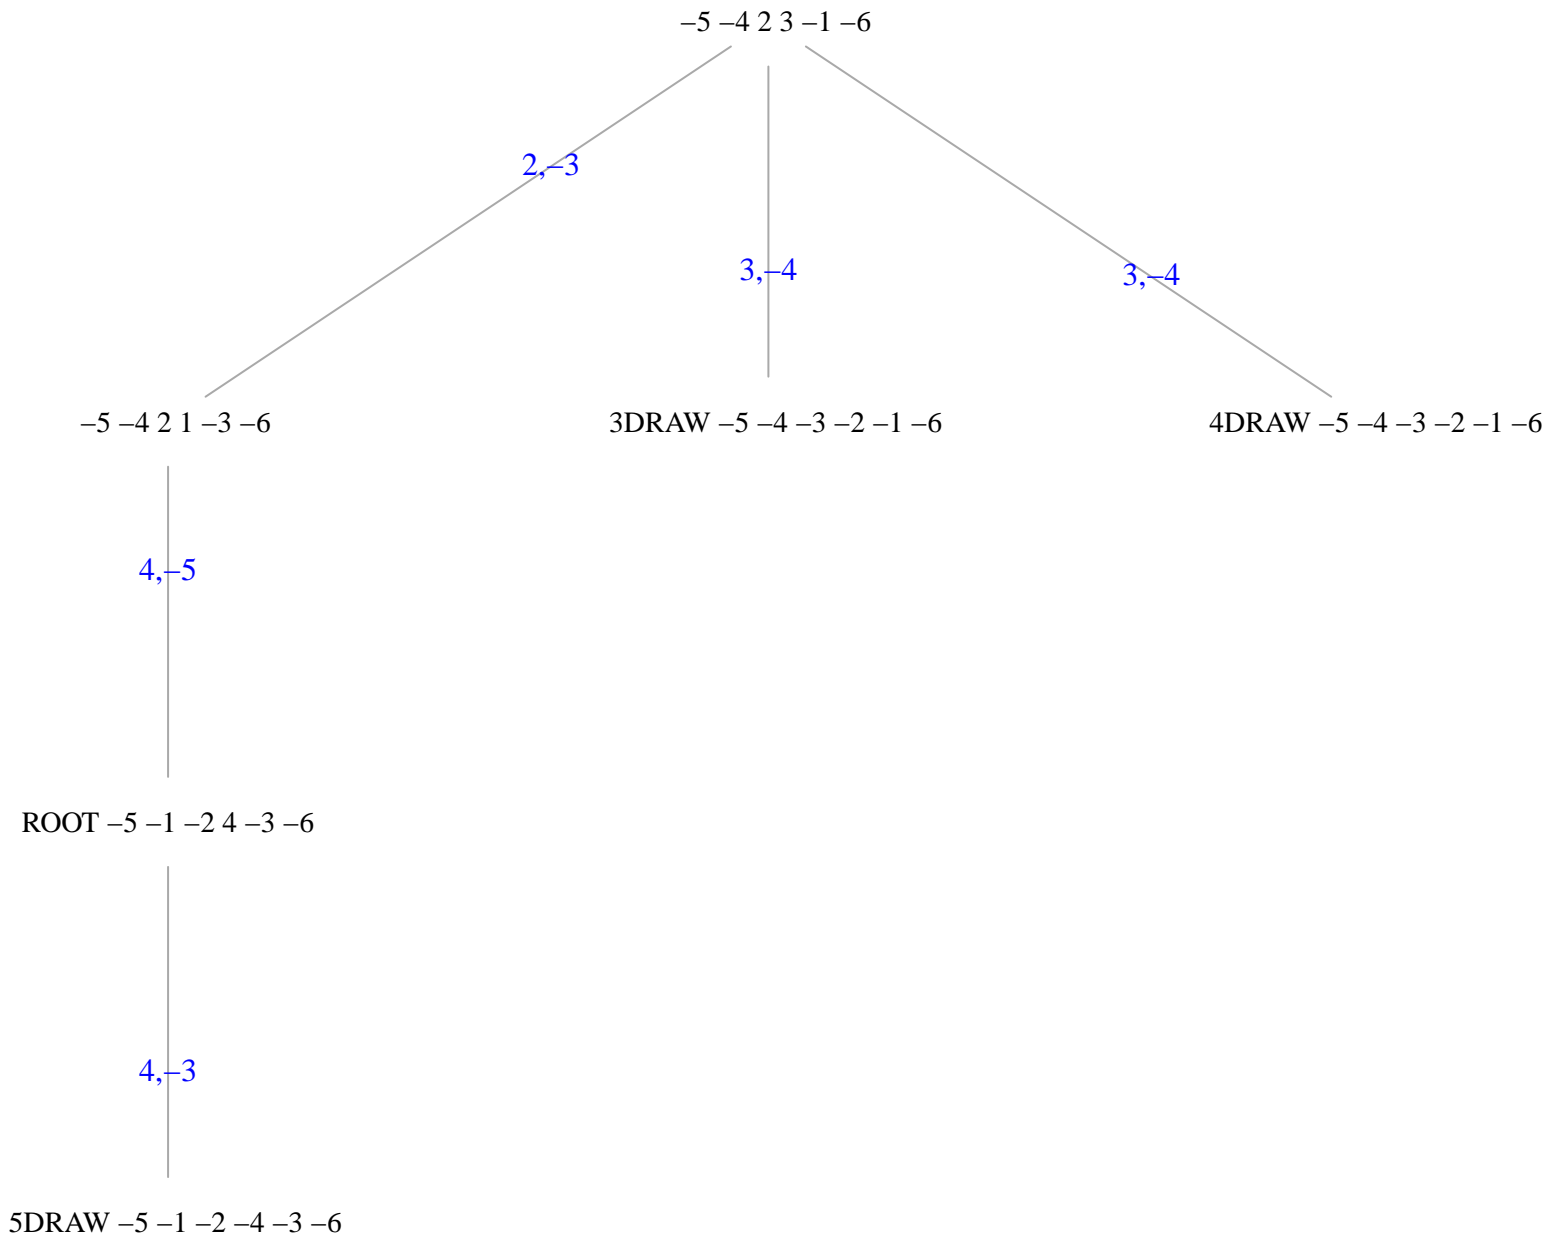 –5 –4 2 3 –1 –6
2,–3
3,–4
3,–4
–5 –4 2 1 –3 –6
3DRAW –5 –4 –3 –2 –1 –6
4DRAW –5 –4 –3 –2 –1 –6
4,–5
ROOT –5 –1 –2 4 –3 –6
4,–3
5DRAW –5 –1 –2 –4 –3 –6